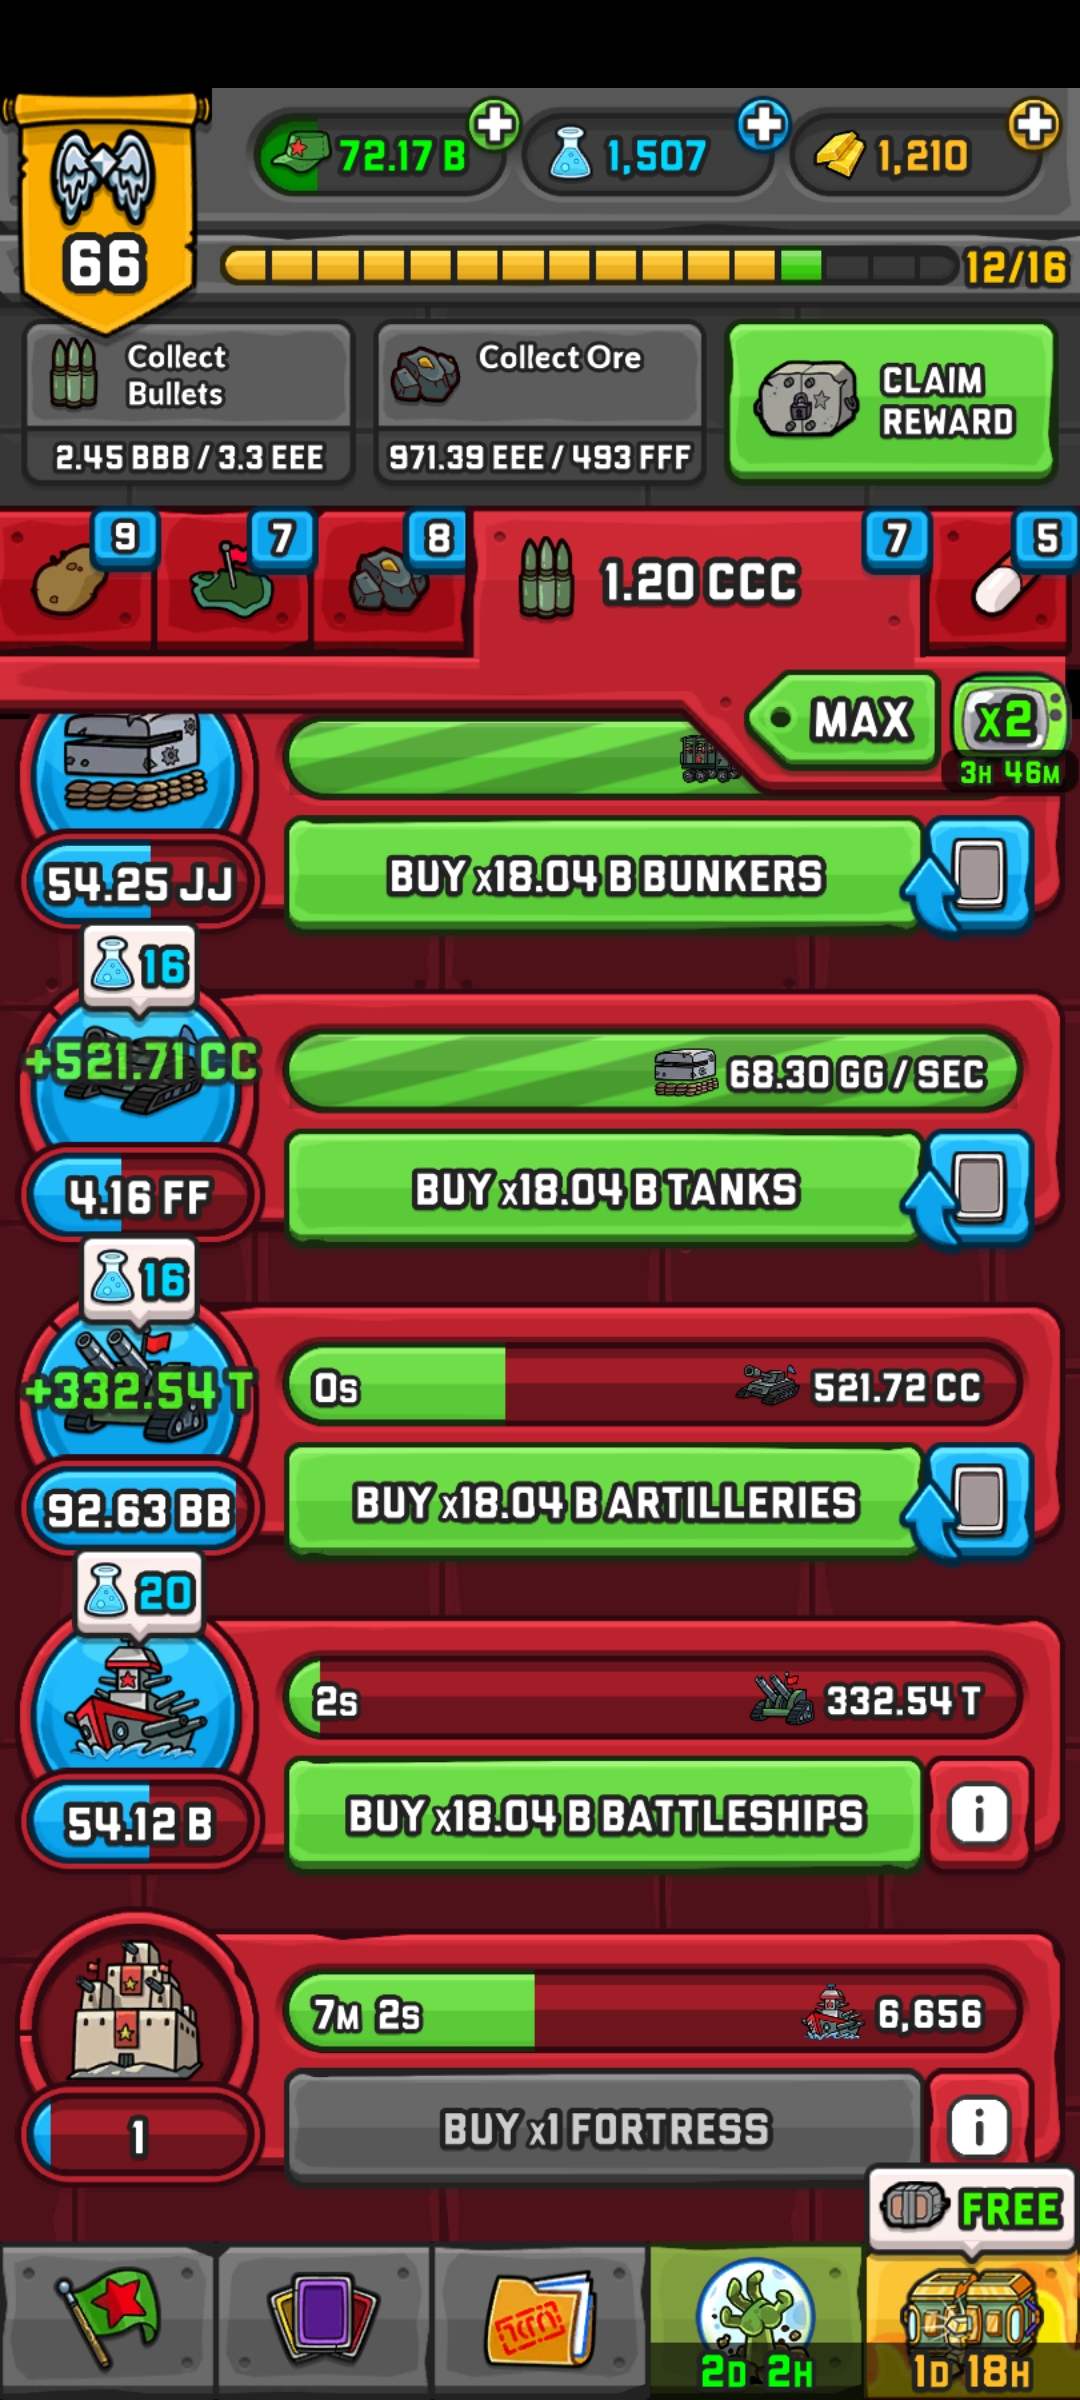 66
72.17 B
1,507
1,210
12/16
Collect
Bullets
2.45 BBB / 3.3 EEE
Collect Ore
971.39 EEE / 493 FFF
CLAIM
REWARD
9
7
8
1.20 CCC
7
5
MAX
x2
3H 46M
54.25 JJ
BUY x18.04 B BUNKERS
16
+521.71 CC
68.30 GG / SEC
4.16 FF
BUY x18.04 B TANKS
16
+332.54 T
0s
521.72 CC
92.63 BB
BUY x18.04 B ARTILLERIES
20
2s
332.54 T
54.12 B
BUY x18.04 B BATTLESHIPS
i
7M 2s
6,656
1
BUY x1 FORTRESS
i
FREE
2D 2H
1D 18H